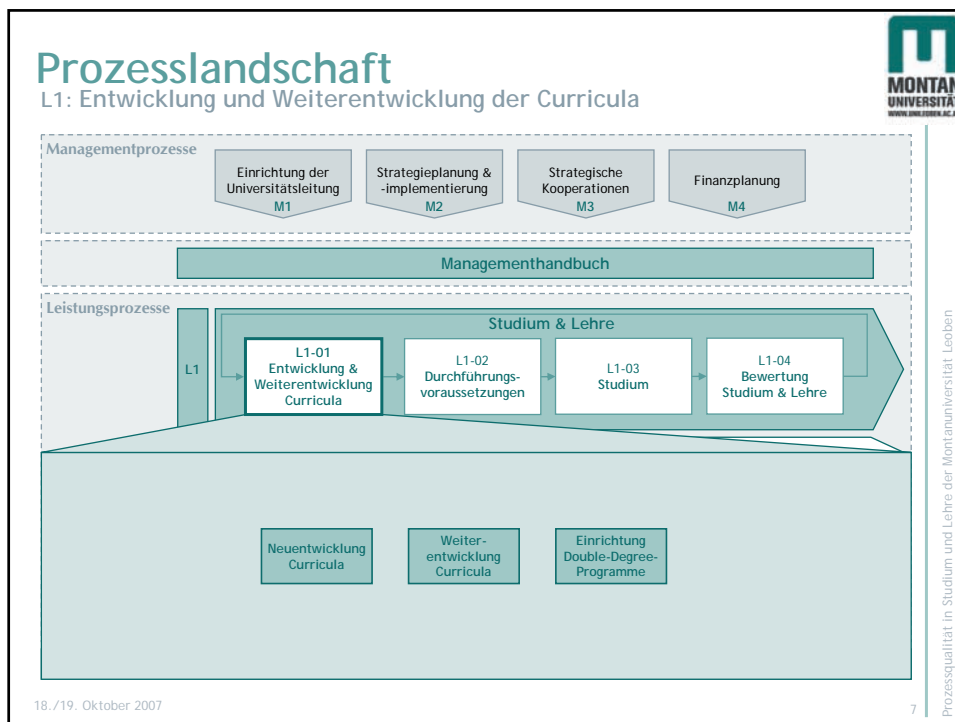 Prozesslandschaft
L1: Entwicklung und Weiterentwicklung der Curricula
MONTAN
UNIVERSITÄT
WWW.UNILEOBEN.AC.A
Managementprozesse
Einrichtung der
Universitätsleitung
M1
Strategieplanung &
-implementierung
M2
Strategische
Kooperationen
M3
Finanzplanung
M4
Managementhandbuch
Leistungsprozesse
L1
Studium & Lehre
L1-01
Entwicklung &
Weiterentwicklung
Curricula
L1-02
Durchführungs-
voraussetzungen
L1-03
Studium
L1-04
Bewertung
Studium & Lehre
Neuentwicklung
Curricula
Weiter-
entwicklung
Curricula
Einrichtung
Double-Degree-
Programme
Prozessqualität in Studium und Lehre der Montanuniversität Leoben
18./19. Oktober 2007
7